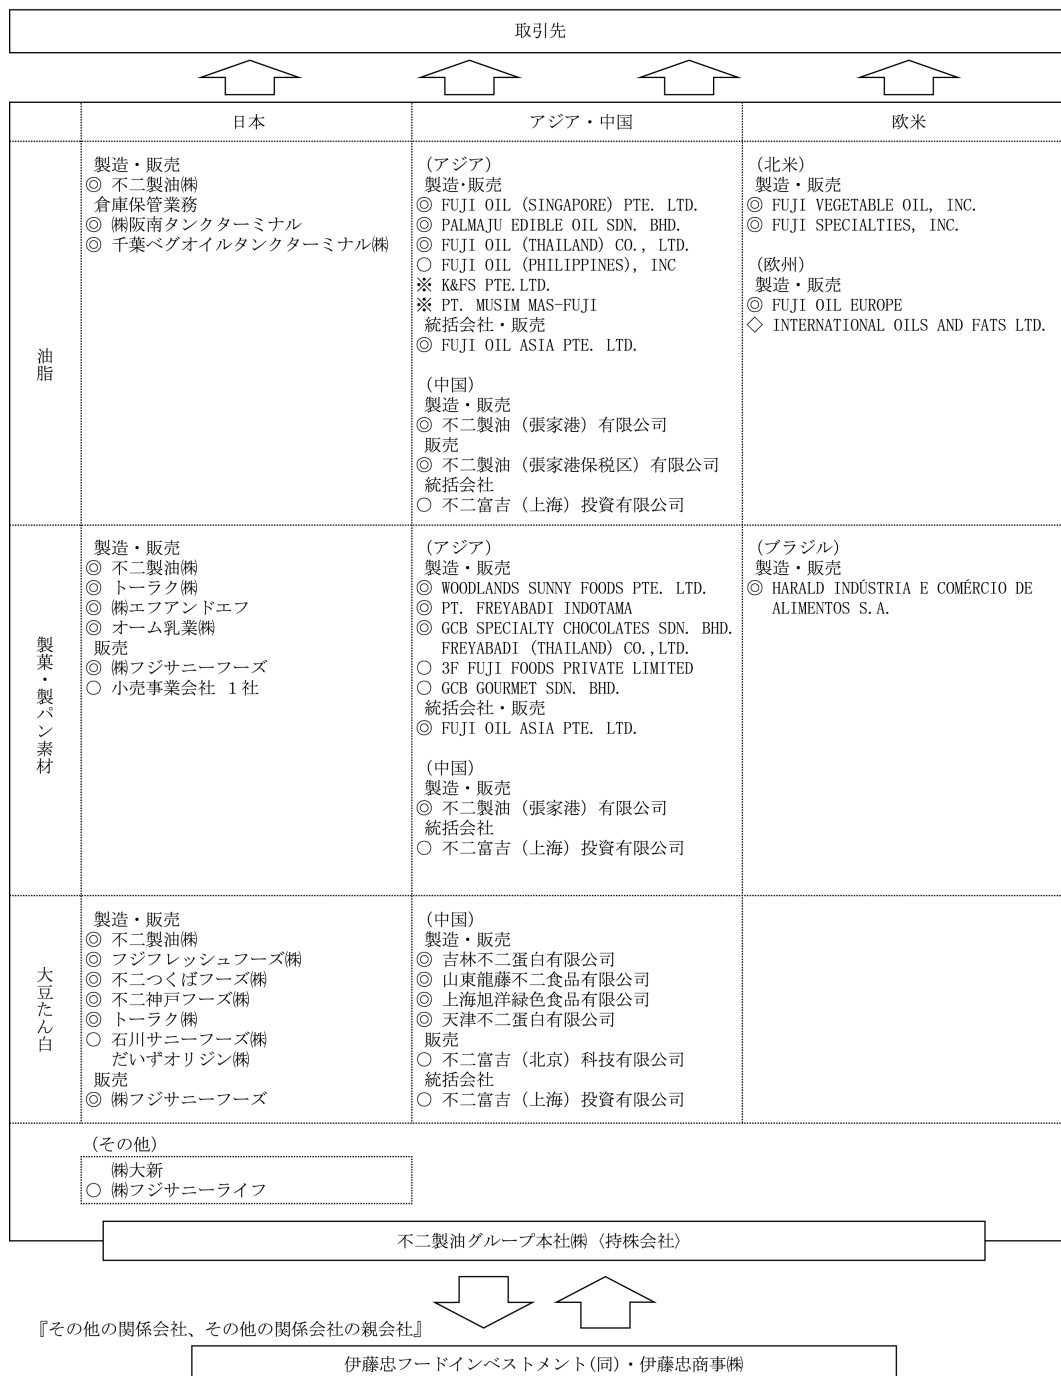 取引先
日本
アジア・中国
欧米
油脂
製造・販売
◎ 不二製油㈱
倉庫保管業務
◎ ㈱阪南タンクターミナル
◎ 千葉ベグオイルタンクターミナル㈱
（アジア）
製造・販売
◎ FUJI OIL (SINGAPORE) PTE. LTD.
◎ PALMAJU EDIBLE OIL SDN. BHD.
◎ FUJI OIL (THAILAND) CO., LTD.
○ FUJI OIL (PHILIPPINES), INC
※ K&FS PTE.LTD.
※ PT. MUSIM MAS-FUJI
統括会社・販売
◎ FUJI OIL ASIA PTE. LTD.
（中国）
製造・販売
◎ 不二製油（張家港）有限公司
販売
◎ 不二製油（張家港保税区）有限公司
統括会社
○ 不二富吉（上海）投資有限公司
（北米）
製造・販売
◎ FUJI VEGETABLE OIL, INC.
◎ FUJI SPECIALTIES, INC.
（欧州）
製造・販売
◎ FUJI OIL EUROPE
◇ INTERNATIONAL OILS AND FATS LTD.
製菓・製パン素材
製造・販売
◎ 不二製油㈱
◎ トーラク㈱
◎ ㈱エフアンドエフ
◎ オーム乳業㈱
販売
◎ ㈱フジサニーフーズ
○ 小売事業会社 １社
（アジア）
製造・販売
◎ WOODLANDS SUNNY FOODS PTE. LTD.
◎ PT. FREYABADI INDOTAMA
◎ GCB SPECIALTY CHOCOLATES SDN. BHD.
FREYABADI (THAILAND) CO.,LTD.
○ 3F FUJI FOODS PRIVATE LIMITED
○ GCB GOURMET SDN. BHD.
統括会社・販売
◎ FUJI OIL ASIA PTE. LTD.
（中国）
製造・販売
◎ 不二製油（張家港）有限公司
統括会社
○ 不二富吉（上海）投資有限公司
（ブラジル）
製造・販売
◎ HARALD INDÚSTRIA E COMÉRCIO DE
ALIMENTOS S.A.
大豆たん白
製造・販売
◎ 不二製油㈱
◎ フジフレッシュフーズ㈱
◎ 不二つくばフーズ㈱
◎ 不二神戸フーズ㈱
◎ トーラク㈱
○ 石川サニーフーズ㈱
だいずオリジン㈱
販売
◎ ㈱フジサニーフーズ
（中国）
製造・販売
◎ 吉林不二蛋白有限公司
◎ 山東龍藤不二食品有限公司
◎ 上海旭洋緑色食品有限公司
◎ 天津不二蛋白有限公司
販売
○ 不二富吉（北京）科技有限公司
統括会社
○ 不二富吉（上海）投資有限公司
（その他）
㈱大新
○ ㈱フジサニーライフ
不二製油グループ本社㈱〈持株会社〉
『その他の関係会社、その他の関係会社の親会社』
伊藤忠フードインベストメント(同)・伊藤忠商事㈱